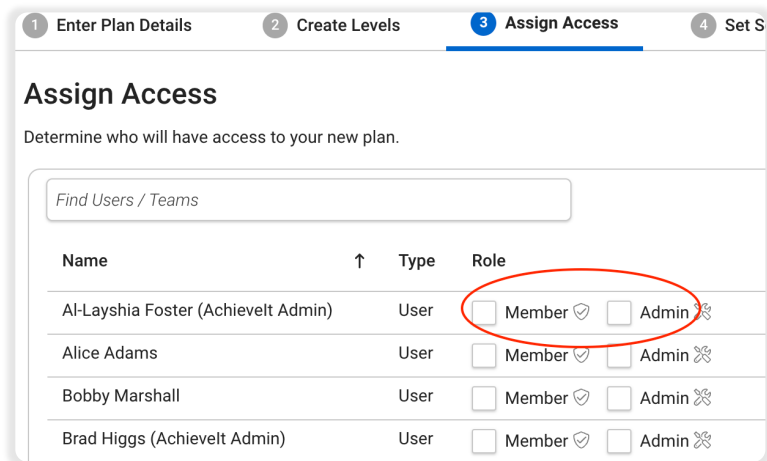 1 Enter Plan Details 2 Create Levels 3 Assign Access 4 Set S
Assign Access
Determine who will have access to your new plan.
Find Users / Teams
Name ↑ Type Role
Al-Layshia Foster (AchieveIt Admin) User Member Admin
Alice Adams User Member Admin
Bobby Marshall User Member Admin
Brad Higgs (AchieveIt Admin) User Member Admin